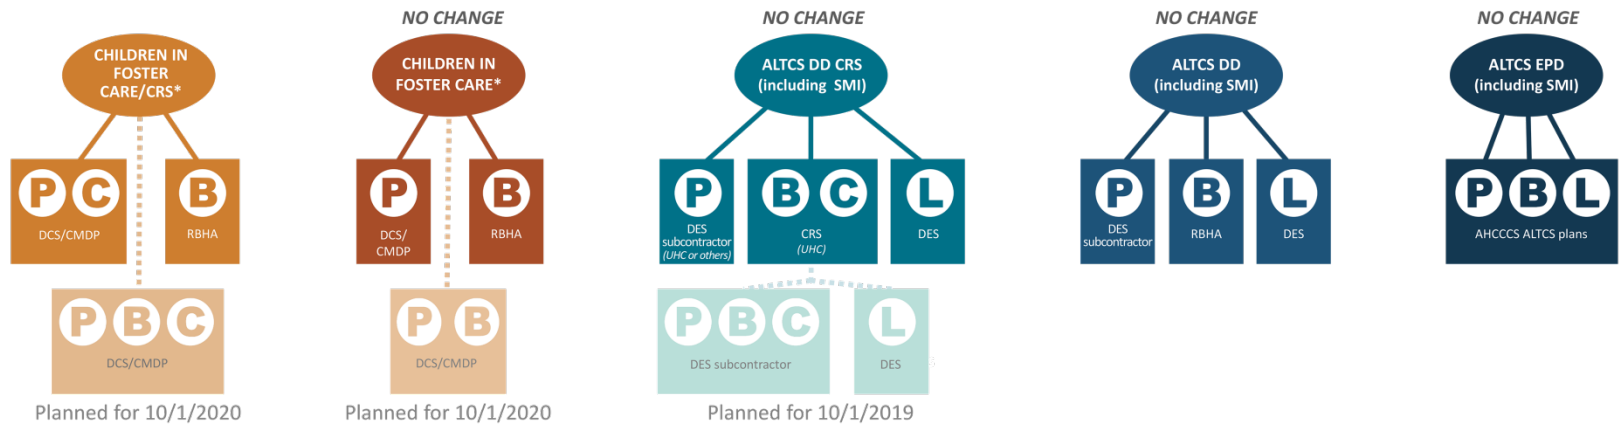 NO CHANGE
NO CHANGE
NO CHANGE
NO CHANGE
CHILDREN IN
FOSTER
CARE/CRS*
P C
DCS/CMDP
B
RBHA
P B C
DCS/CMDP
Planned for 10/1/2020
CHILDREN IN
FOSTER CARE*
P
DCS/
CMDP
B
RBHA
P B
DCS/CMDP
Planned for 10/1/2020
ALTCS DD CRS
(including SMI)
P
DES
subcontractor
(UHC or others)
B C
CRS
(UHC)
L
DES
P B C
DES subcontractor
L
DES
Planned for 10/1/2019
ALTCS DD
(including SMI)
P
DES
subcontractor
B
RBHA
L
DES
ALTCS EPD
(including SMI)
P B L
AHCCCS ALTCS plans